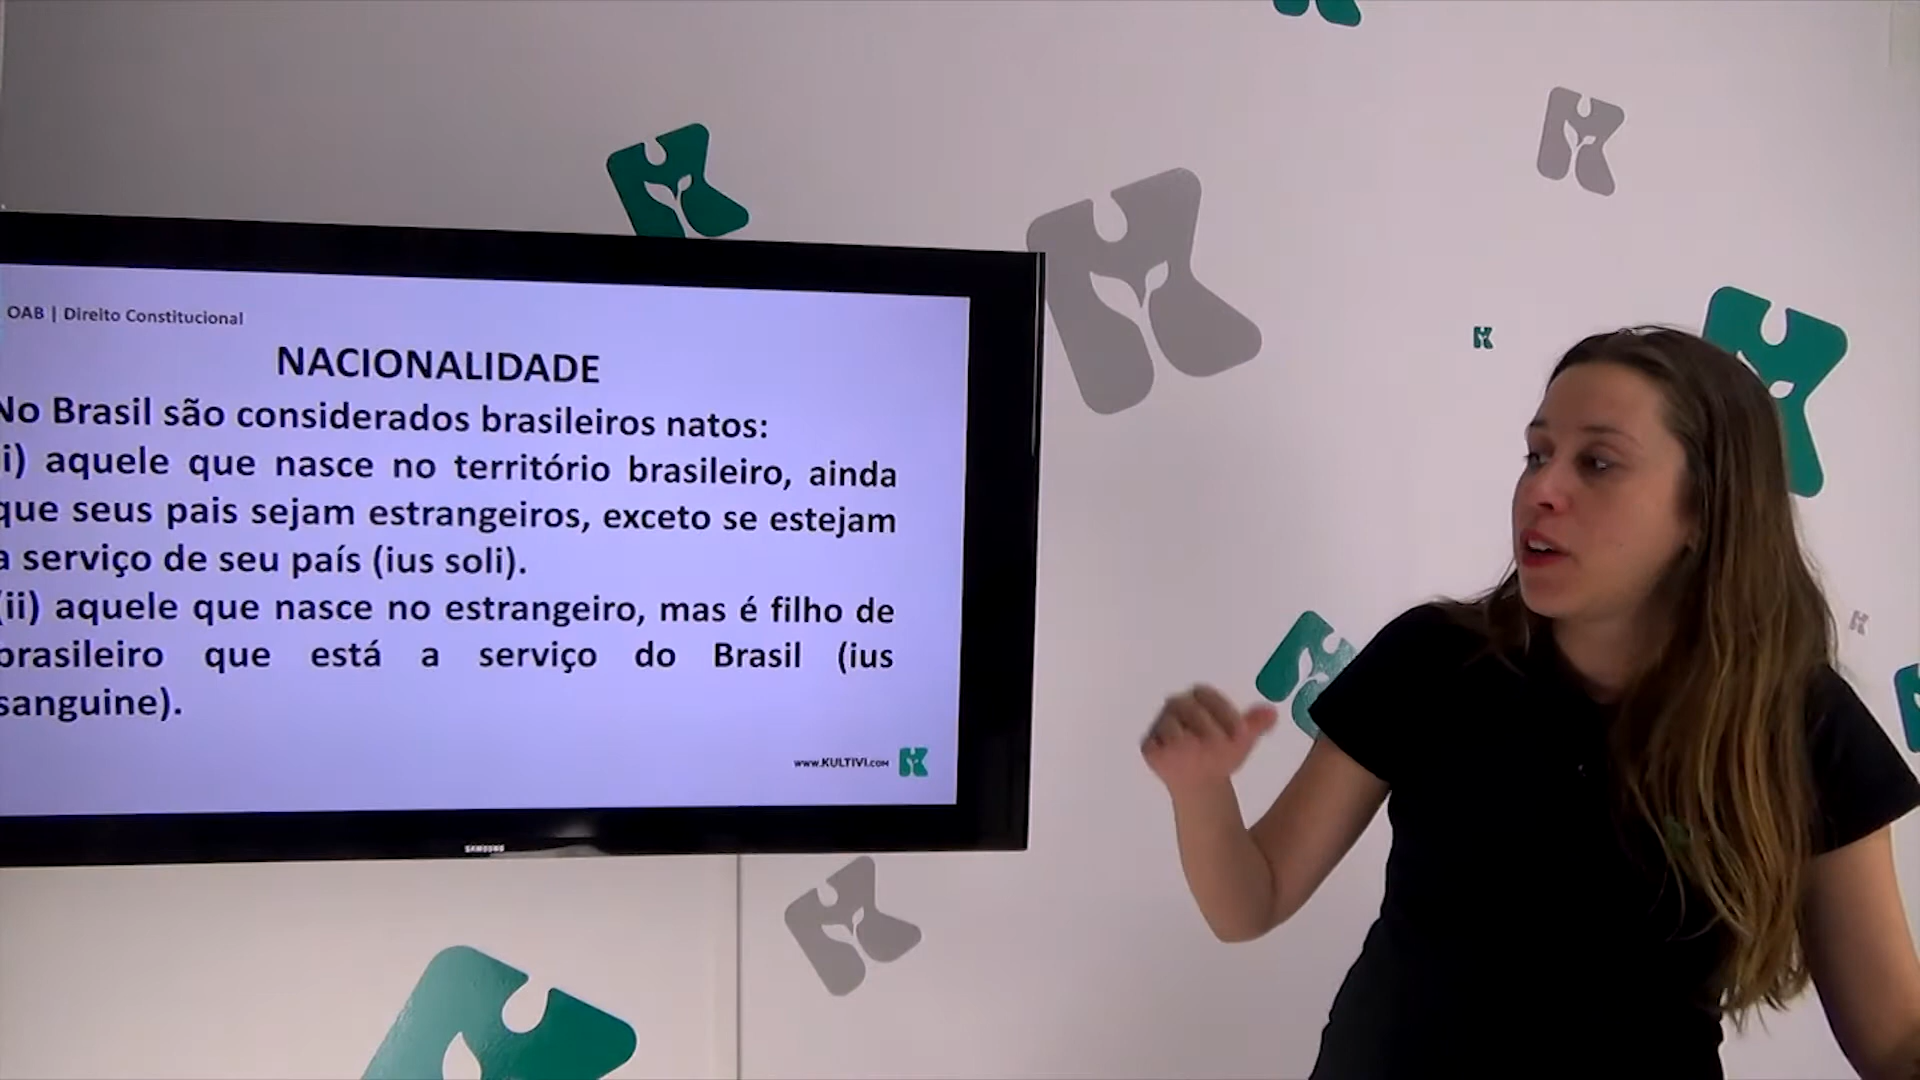 OAB | Direito Constitucional
NACIONALIDADE
No Brasil são considerados brasileiros natos:
i) aquele que nasce no território brasileiro, ainda
que seus pais sejam estrangeiros, exceto se estejam
a serviço de seu país (ius soli).
(ii) aquele que nasce no estrangeiro, mas é filho de
brasileiro que está a serviço do Brasil (ius
sanguine).
www.KULTIVI.COM
SAMSUNG